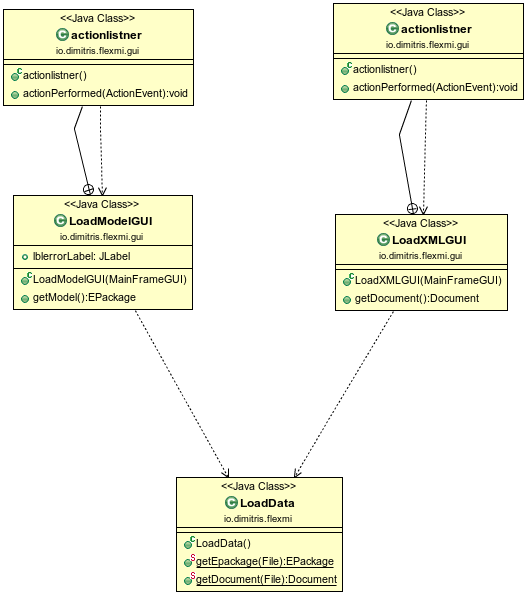 <<Java Class>>
actionlistner
io.dimitris.flexmi.gui
actionlistner()
actionPerformed(ActionEvent):void
<<Java Class>>
actionlistner
io.dimitris.flexmi.gui
actionlistner()
actionPerformed(ActionEvent):void
<<Java Class>>
LoadModelGUI
io.dimitris.flexmi.gui
lblerrorLabel: JLabel
LoadModelGUI(MainFrameGUI)
getModel():EPackage
<<Java Class>>
LoadXMLGUI
io.dimitris.flexmi.gui
LoadXMLGUI(MainFrameGUI)
getDocument():Document
<<Java Class>>
LoadData
io.dimitris.flexmi
LoadData()
getEpackage(File):EPackage
getDocument(File):Document